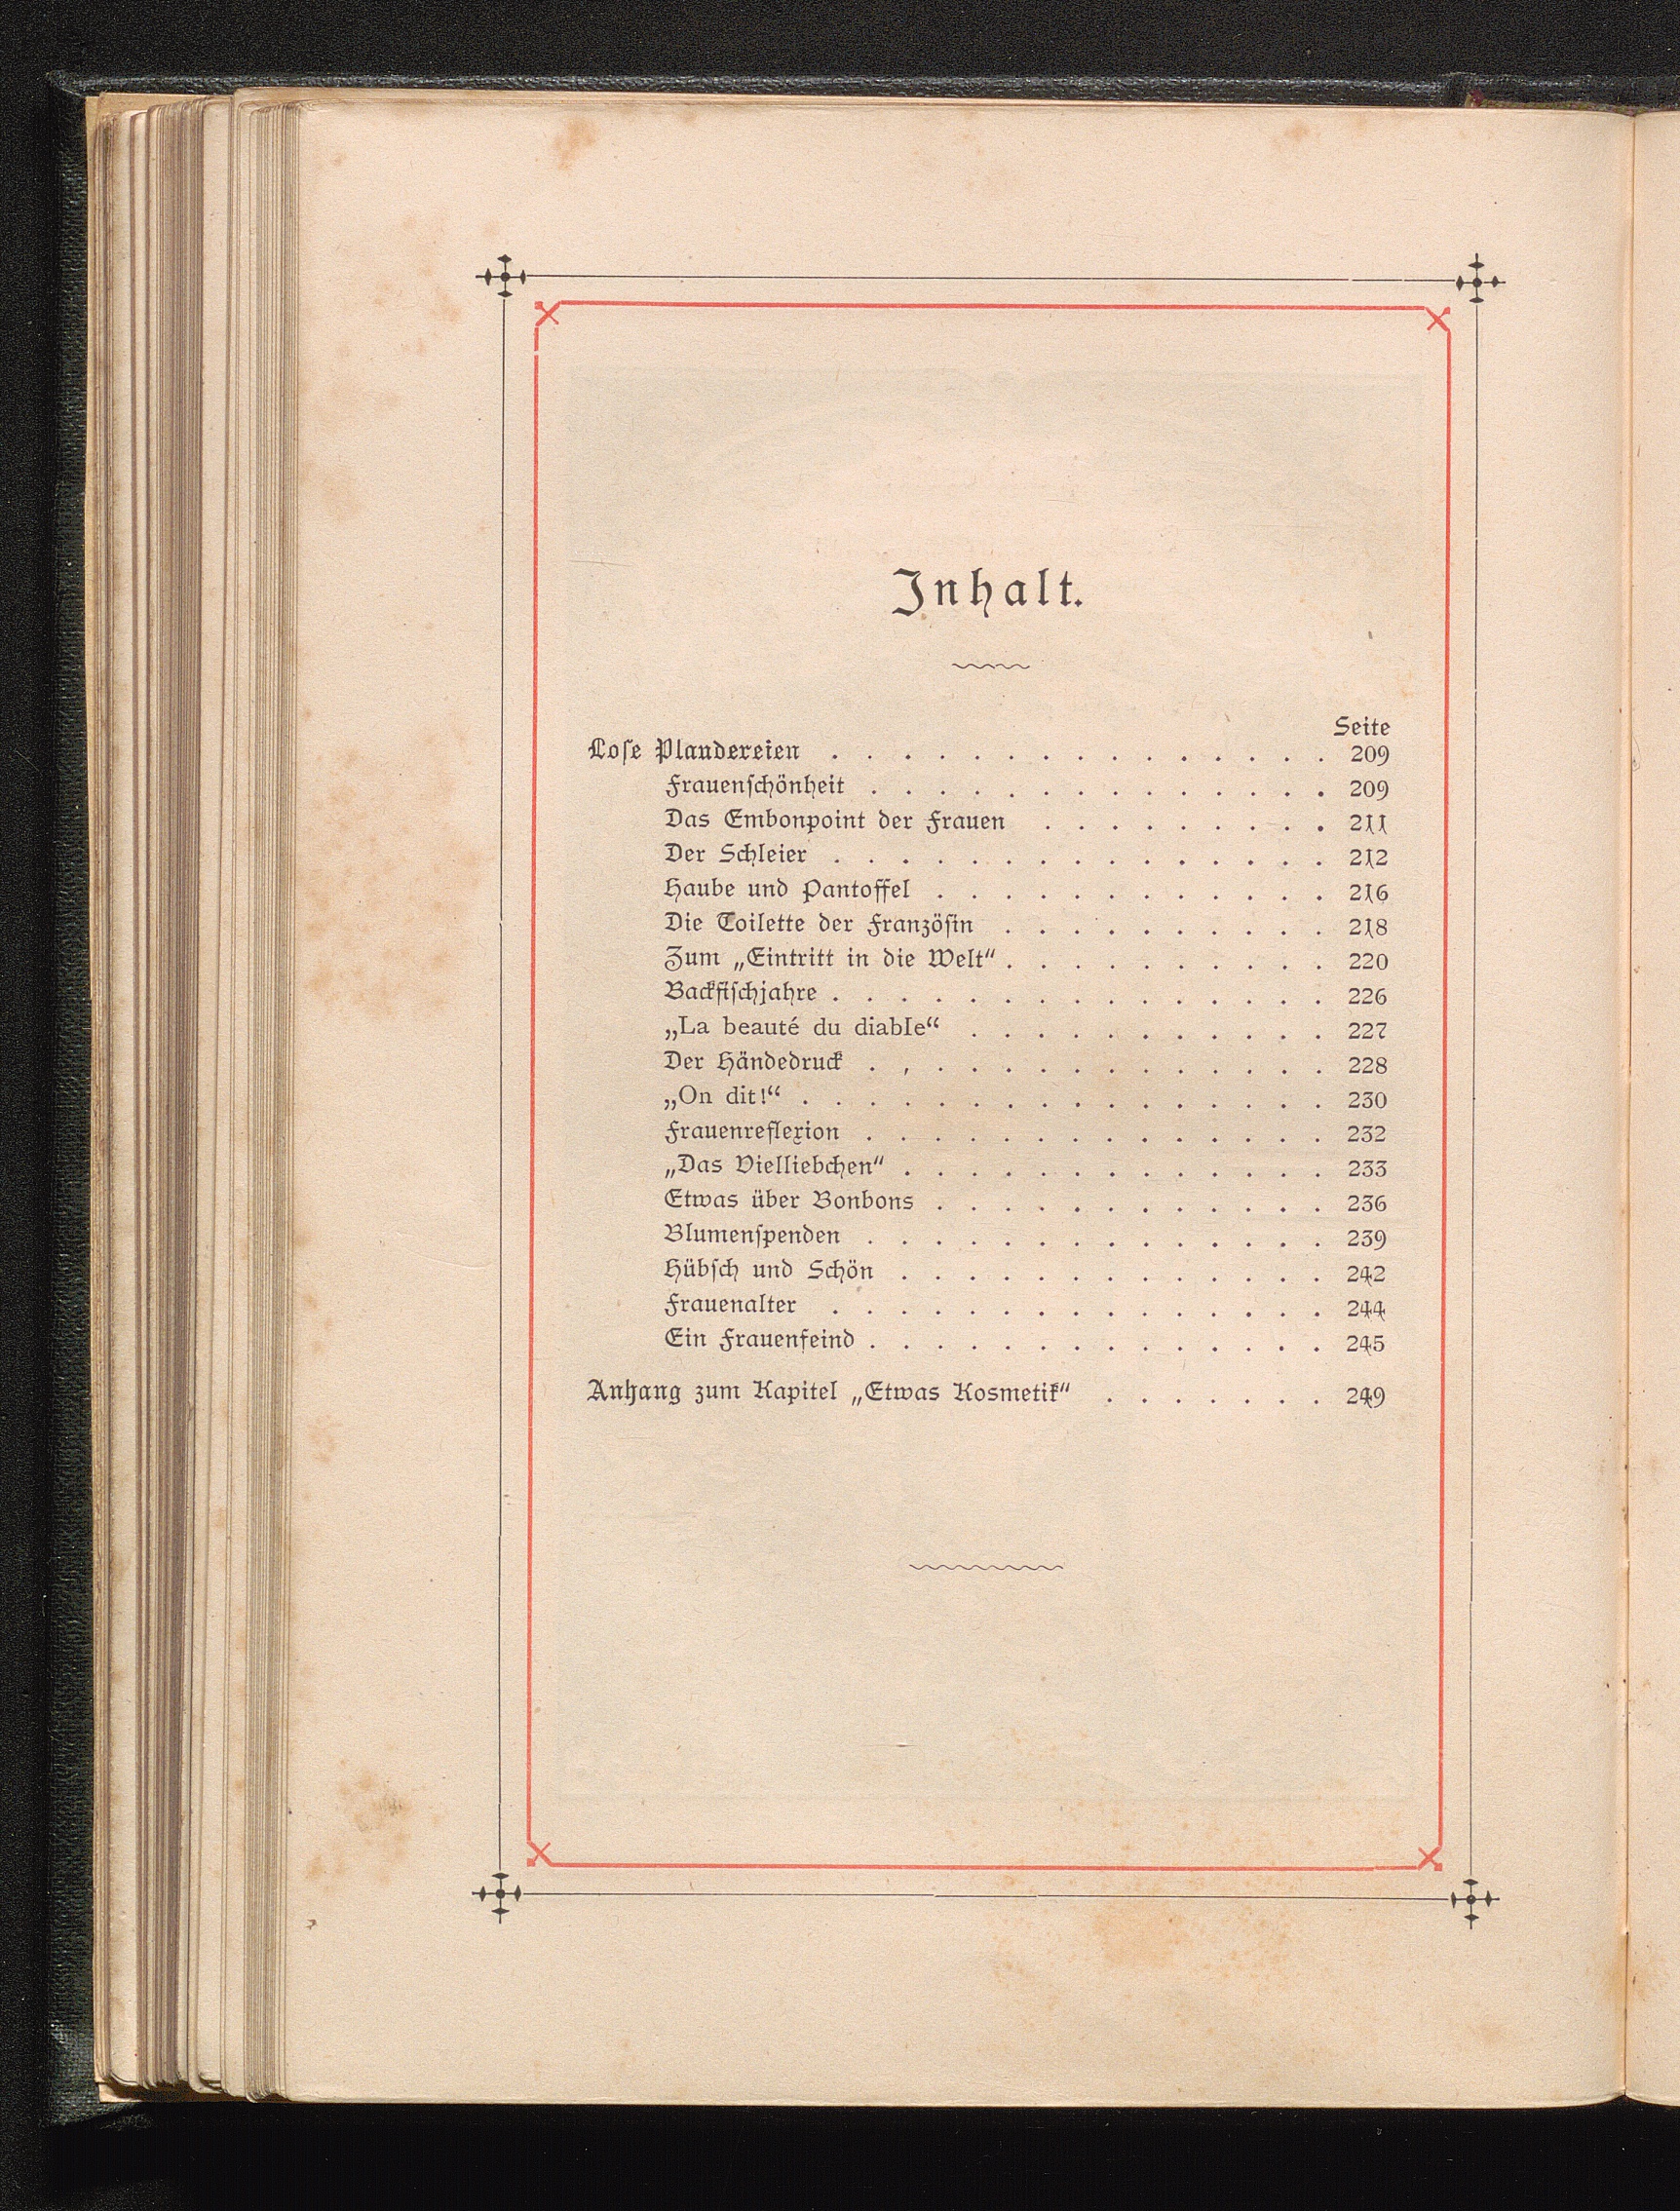 Inhalt.
Seite
Loſe Plaudereien . . . . . . . . . . . . . . . 209
Frauenſchönheit . . . . . . . . . . . . . . 209
Das Embonpoint der Frauen . . . . . . . . . 211
Der Schleier . . . . . . . . . . . . . . . 212
Haube und Pantoffel . . . . . . . . . . . . 216
Die Toilette der Franzöſin . . . . . . . . . . 218
Zum „Eintritt in die Welt“ . . . . . . . . . . 220
Backfiſchjahre . . . . . . . . . . . . . . . 226
„La beauté du diable“ . . . . . . . . . . . 227
Der Händedruck . , . . . . . . . . . . . . 228
„On dit!“ . . . . . . . . . . . . . . . . 230
Frauenreflexion . . . . . . . . . . . . . . 232
„Das Vielliebchen“ . . . . . . . . . . . . . 233
Etwas über Bonbons . . . . . . . . . . . . 236
Blumenſpenden . . . . . . . . . . . . . . 239
Hübſch und Schön . . . . . . . . . . . . . 242
Frauenalter . . . . . . . . . . . . . . . 244
Ein Frauenfeind . . . . . . . . . . . . . . 245
Anhang zum Kapitel „Etwas Kosmetik“ . . . . . . . 249